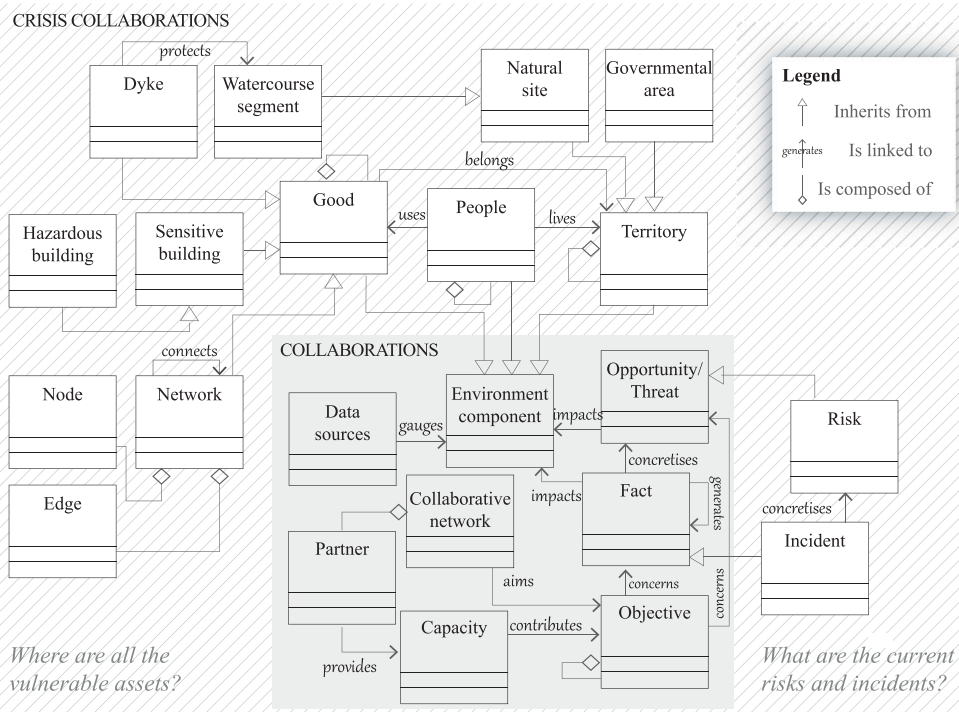 CRISIS COLLABORATIONS
protects
Dyke
Watercourse
segment
Natural
site
Governmental
area
Legend
Inherits from
generates
Is linked to
Is composed of
belongs
Good
uses
People
lives
Territory
Hazardous
building
Sensitive
building
connects
Node
Network
Edge
COLLABORATIONS
Data
sources
gauges
Environment
component
impacts
Opportunity/
Threat
Risk
concretises
Collaborative
network
impacts
Fact
generates
concretises
Incident
Partner
aims
concerns
concerns
Capacity
contributes
Objective
provides
Where are all the
vulnerable assets?
What are the current
risks and incidents?